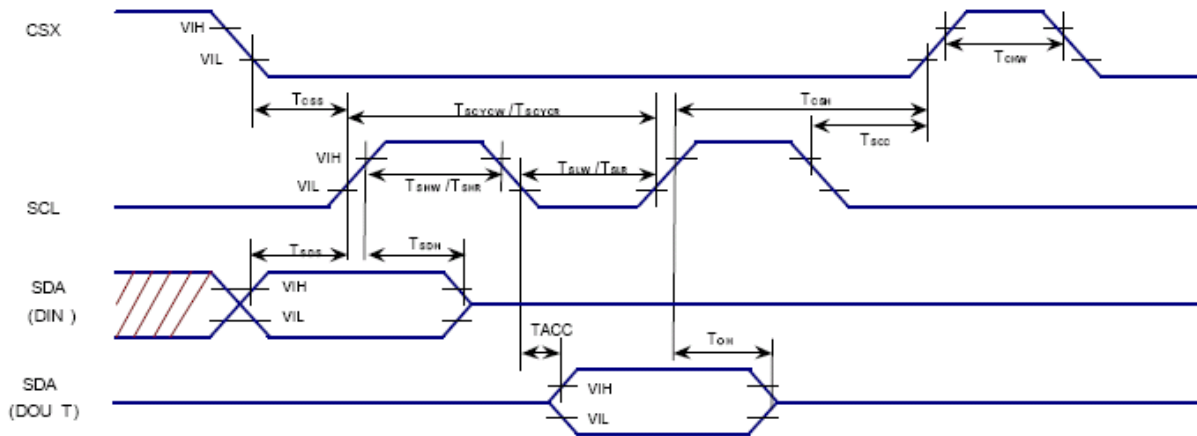 CSX
VIH
VIL
TCHW
TCSS
TSCYCW /TSCYCR
TCSH
TSCC
VIH
VIL
TSHW /TSHR
TSLW /TSLR
SCL
TSDS
TSDH
SDA
(DIN )
VIH
VIL
TACC
TOH
SDA
(DOU T)
VIH
VIL